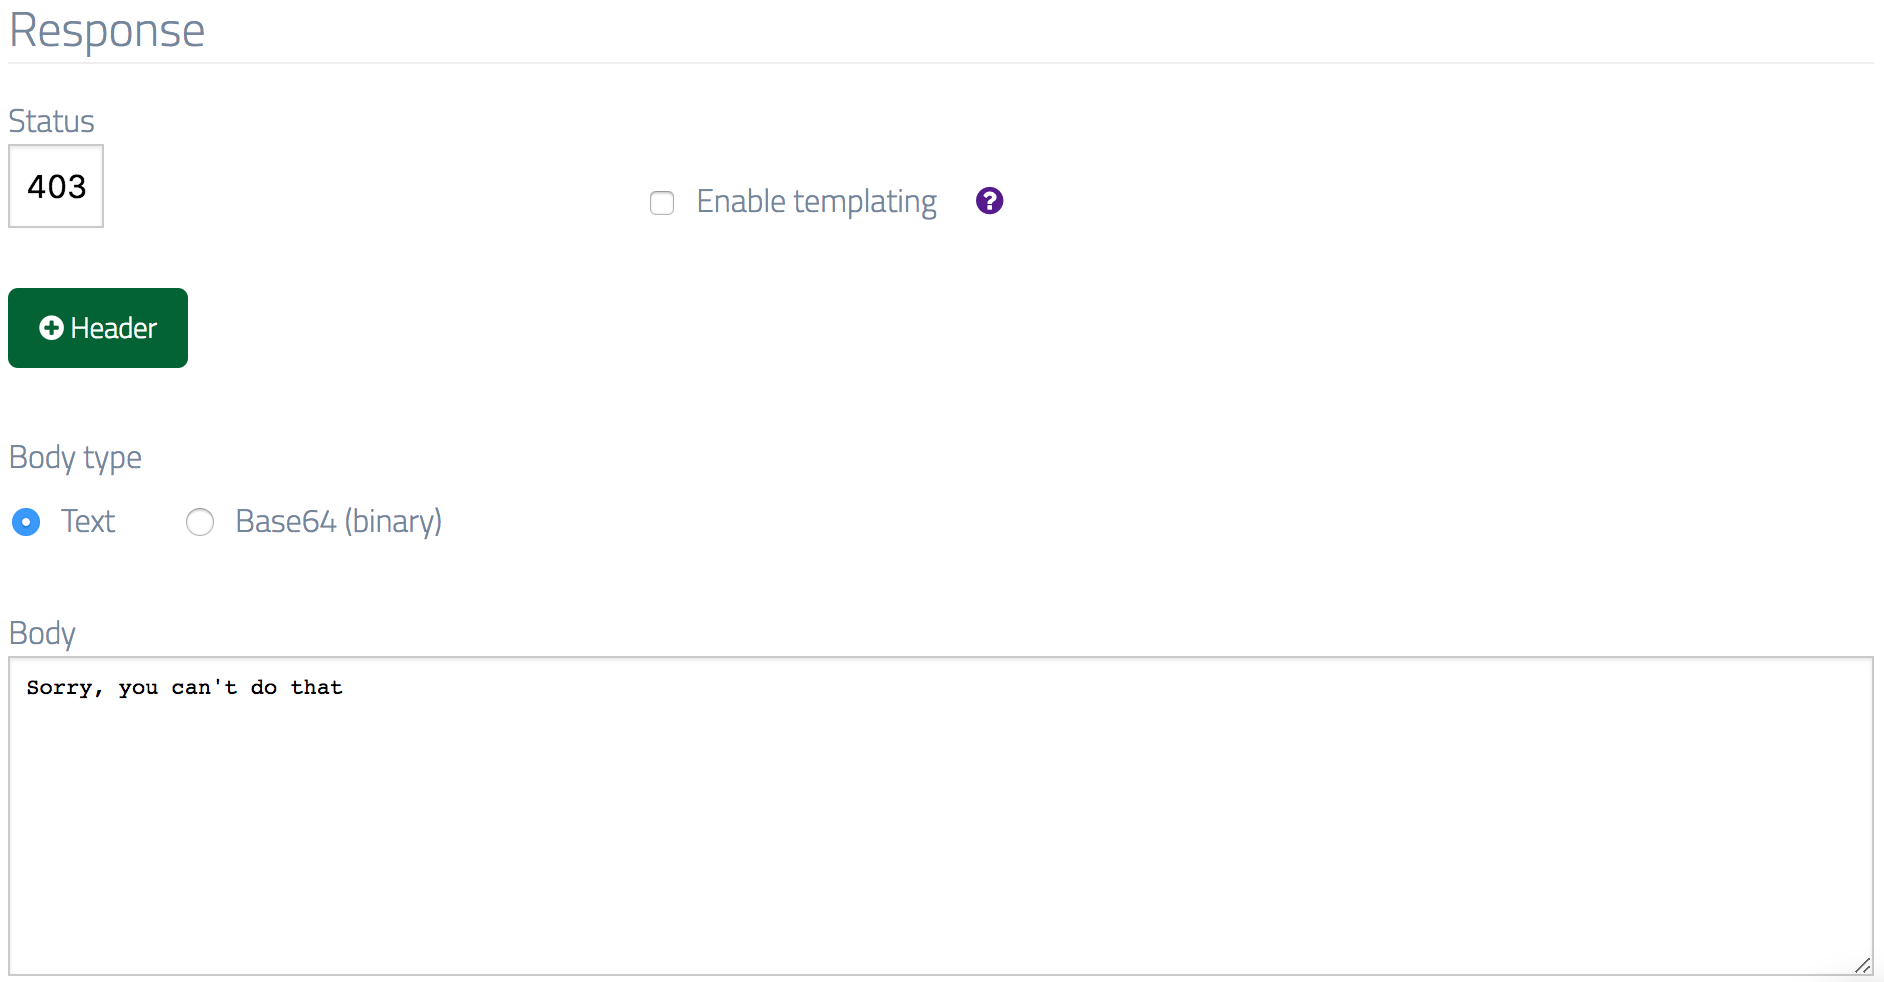 Response
Status
403
Enable templating
Header
Body type
Text
Base64 (binary)
Body
Sorry, you can't do that